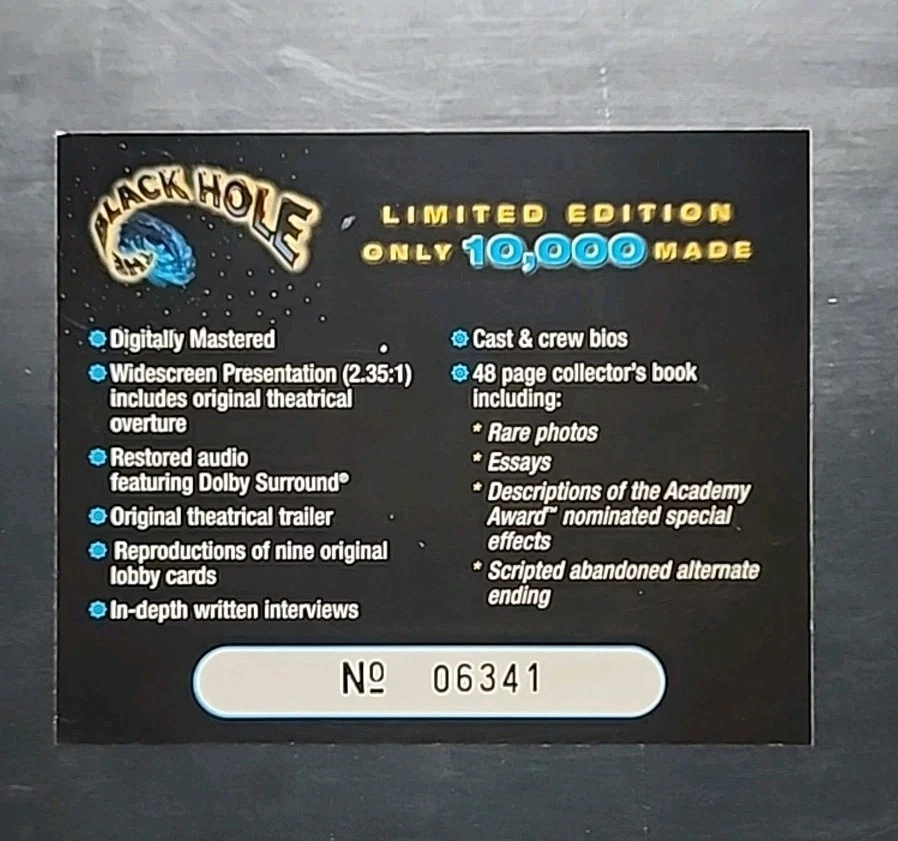 THE
BLACK HOLE
LIMITED EDITION
ONLY 10,000 MADE
Digitally Mastered
Widescreen Presentation (2.35:1)
includes original theatrical
overture
Restored audio
featuring Dolby Surround®
Original theatrical trailer
Reproductions of nine original
lobby cards
In-depth written interviews
Cast & crew bios
48 page collector's book
including:
* Rare photos
* Essays
* Descriptions of the Academy
Award™ nominated special
effects
* Scripted abandoned alternate
ending
Nº 06341